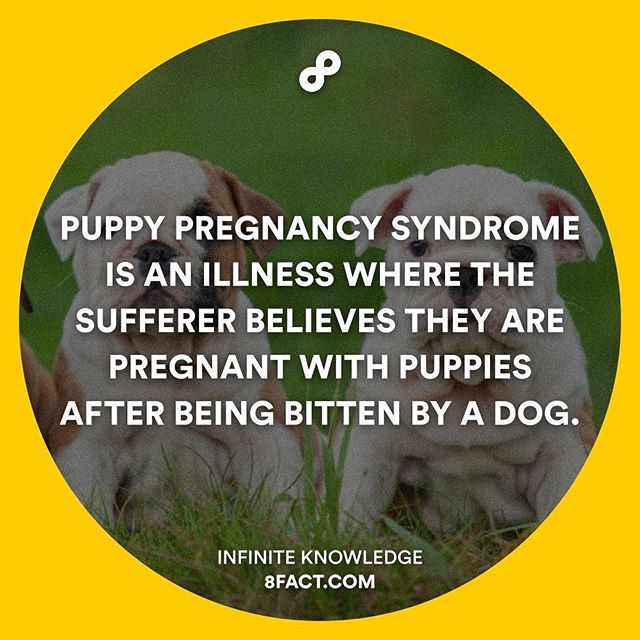 PUPPY PREGNANCY SYNDROME
IS AN ILLNESS WHERE THE
SUFFERER BELIEVES THEY ARE
PREGNANT WITH PUPPIES
AFTER BEING BITTEN BY A DOG.
INFINITE KNOWLEDGE
8FACT.COM